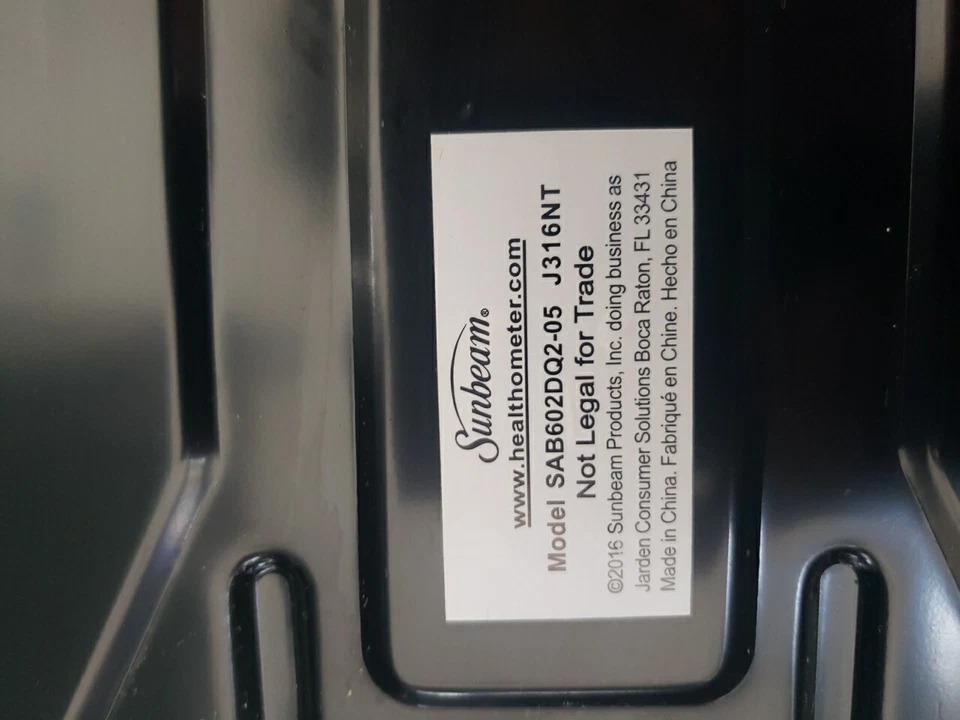 Sunbeam®
www.healthometer.com
Model SAB602DQ2-05 J316NT
Not Legal for Trade
©2016 Sunbeam Products, Inc. doing business as
Jarden Consumer Solutions Boca Raton, FL 33431
Made in China. Fabriqué en Chine. Hecho en China